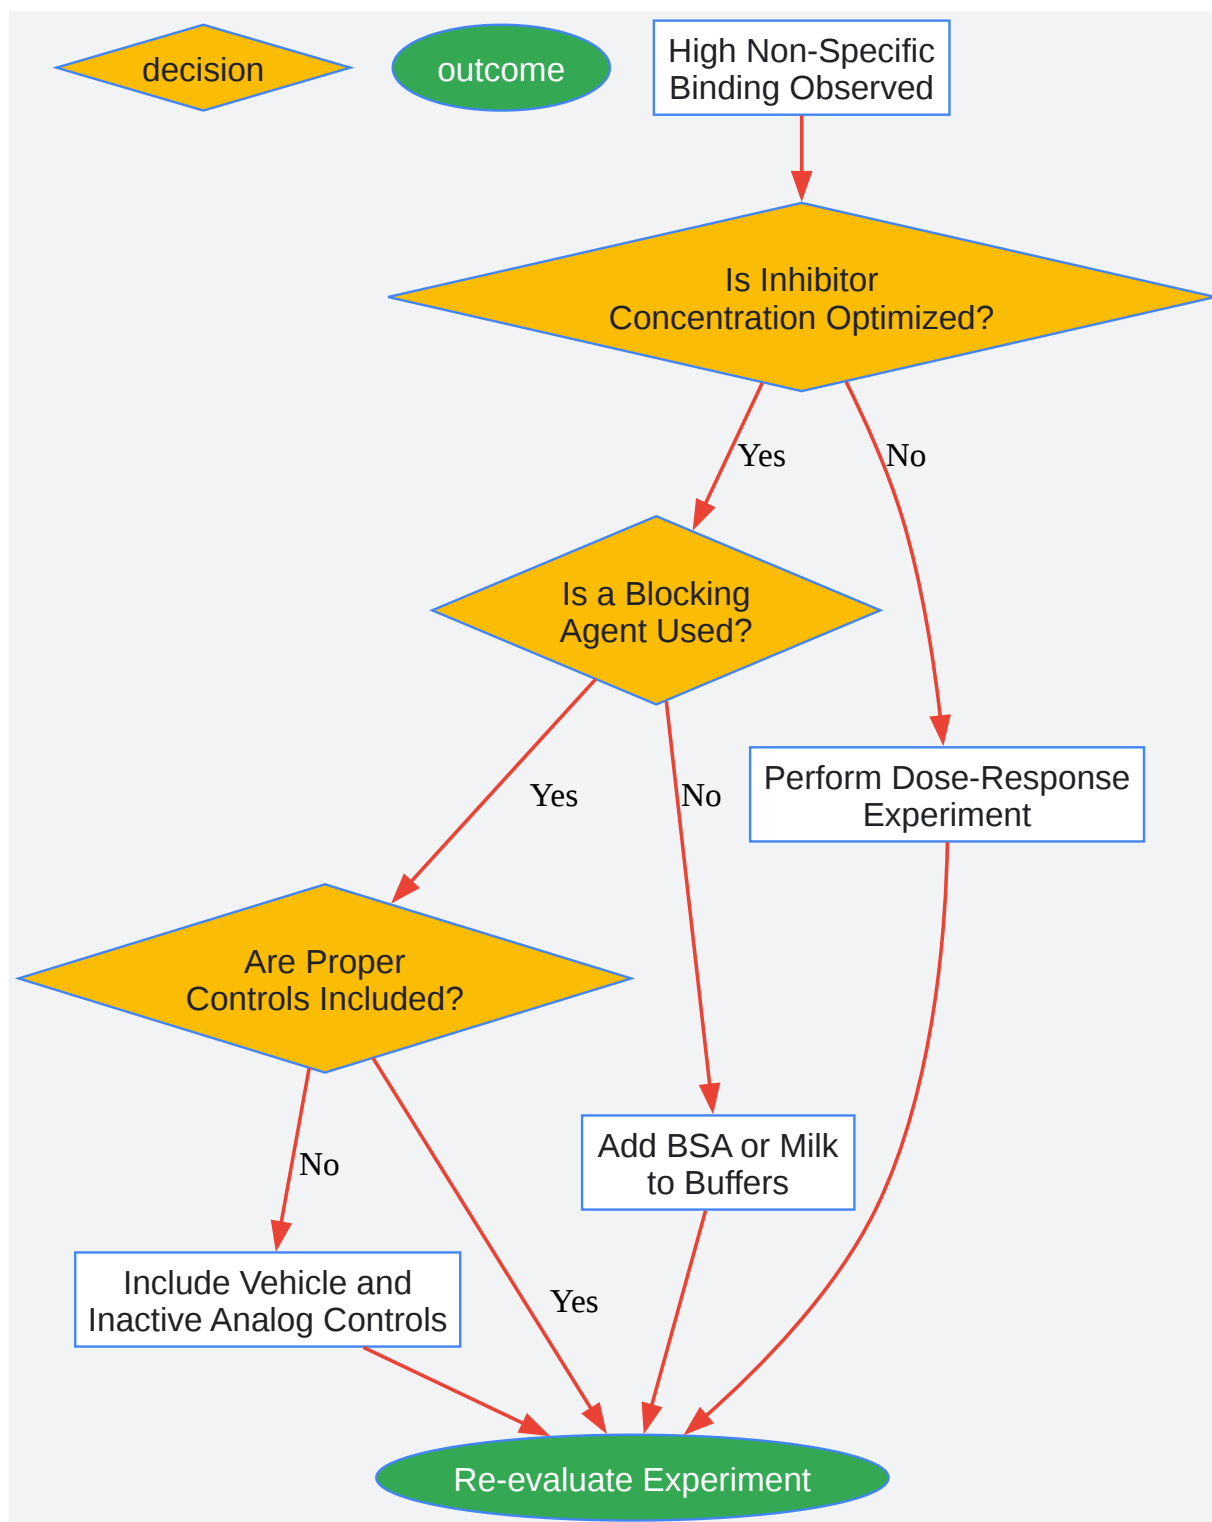 decision
outcome
High Non-Specific
Binding Observed
Is Inhibitor
Concentration Optimized?
Yes
No
Is a Blocking
Agent Used?
Perform Dose-Response
Experiment
Yes
No
Are Proper
Controls Included?
Add BSA or Milk
to Buffers
No
Include Vehicle and
Inactive Analog Controls
Yes
Re-evaluate Experiment